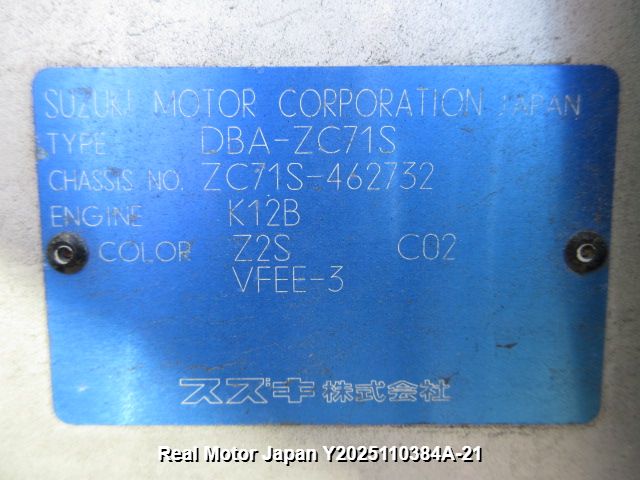 SUZUKI MOTOR CORPORATION JAPAN
TYPE DBA-ZC71S
CHASSIS NO. ZC71S-462732
ENGINE K12B
COLOR Z2S C02
VFEE-3
スズキ株式会社
Real Motor Japan Y2025110384A-21